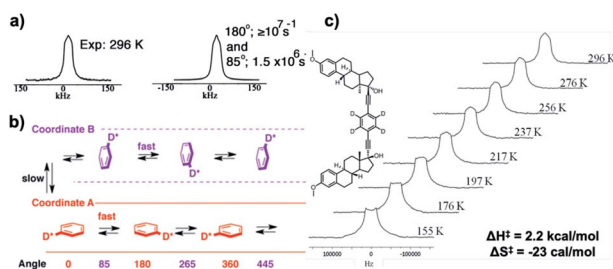 a)
Exp: 296 K
150 150
kHz
180°; ≥10⁷ s⁻¹
and
85°; 1.5 x10⁶ s⁻¹
-150 150
kHz
b)
Coordinate B
D*
fast
D*
D*
slow
Coordinate A
fast
D*
D*
D*
Angle 0 85 180 265 360 445
c)
O
H
H
H
OH
D D
D D
OH
H
H
H
O
296 K
276 K
256 K
237 K
217 K
197 K
176 K
155 K
100000 0 -100000
Hz
ΔH‡ = 2.2 kcal/mol
ΔS‡ = -23 cal/mol